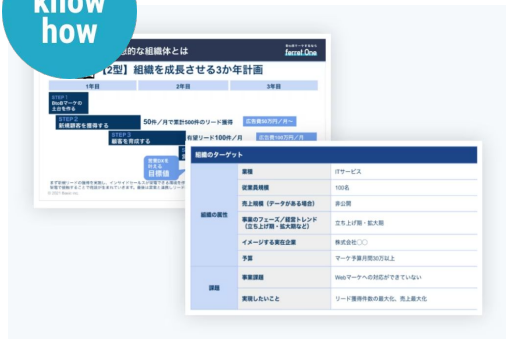 know
how
的な組織体とは
ferret One
【2型】組織を成長させる3か年計画
1年目
2年目
3年目
STEP 1
BtoBマーケの
土台を作る
STEP 2
新規顧客を獲得する
50件/月で累計500件のリード獲得
広告費50万円/月〜
STEP 3
顧客を育成する
有望リード100件/月
広告費100万円/月
目標値
組織のターゲット
組織の属性
業種
ITサービス
従業員規模
100名
売上規模(データがある場合)
非公開
事業のフェーズ/経営トレンド
(立ち上げ期・拡大期など)
立ち上げ期・拡大期
イメージする実在企業
株式会社〇〇
予算
マーケ予算月間30万以上
課題
事業課題
Webマーケへの対応ができていない
実現したいこと
リード獲得件数の最大化、売上最大化